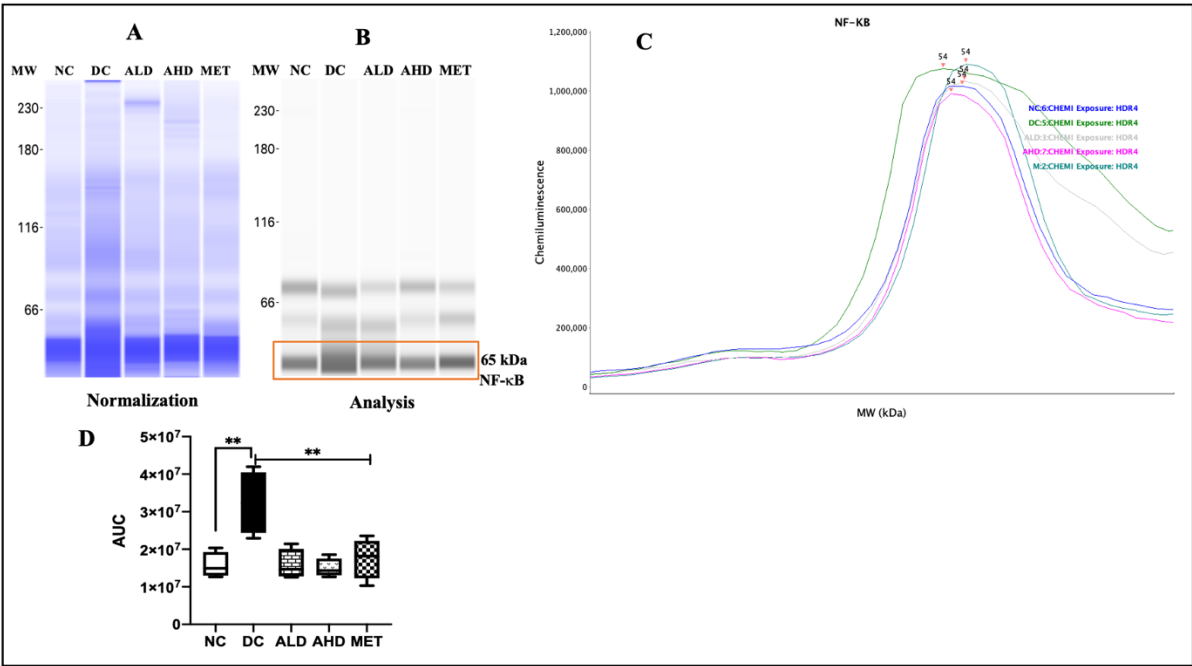 A
MW NC DC ALD AHD MET
230
180
116
66
Normalization
B
MW NC DC ALD AHD MET
230
180
116
66
65 kDa
NF-κB
Analysis
C
NF-KB
1,200,000
1,000,000
800,000
600,000
400,000
200,000
0
Chemiluminescence
MW (kDa)
54
54
54
54
54
NC:6:CHEMI Exposure: HDR4
DC:5:CHEMI Exposure: HDR4
ALD:3:CHEMI Exposure: HDR4
AHD:7:CHEMI Exposure: HDR4
M:2:CHEMI Exposure: HDR4
D
5×10⁷
4×10⁷
3×10⁷
2×10⁷
1×10⁷
0
AUC
**
**
NC DC ALD AHD MET